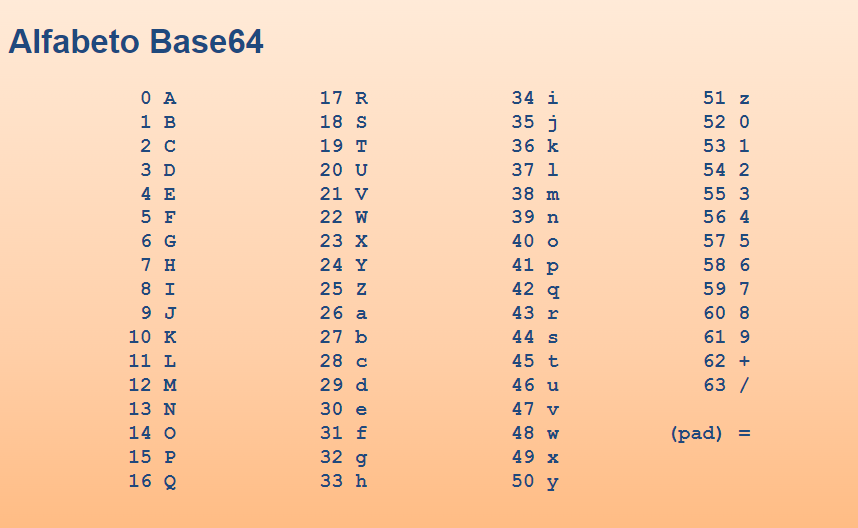 Alfabeto Base64
0 A 17 R 34 i 51 z
1 B 18 S 35 j 52 0
2 C 19 T 36 k 53 1
3 D 20 U 37 l 54 2
4 E 21 V 38 m 55 3
5 F 22 W 39 n 56 4
6 G 23 X 40 o 57 5
7 H 24 Y 41 p 58 6
8 I 25 Z 42 q 59 7
9 J 26 a 43 r 60 8
10 K 27 b 44 s 61 9
11 L 28 c 45 t 62 +
12 M 29 d 46 u 63 /
13 N 30 e 47 v
14 O 31 f 48 w (pad) =
15 P 32 g 49 x
16 Q 33 h 50 y